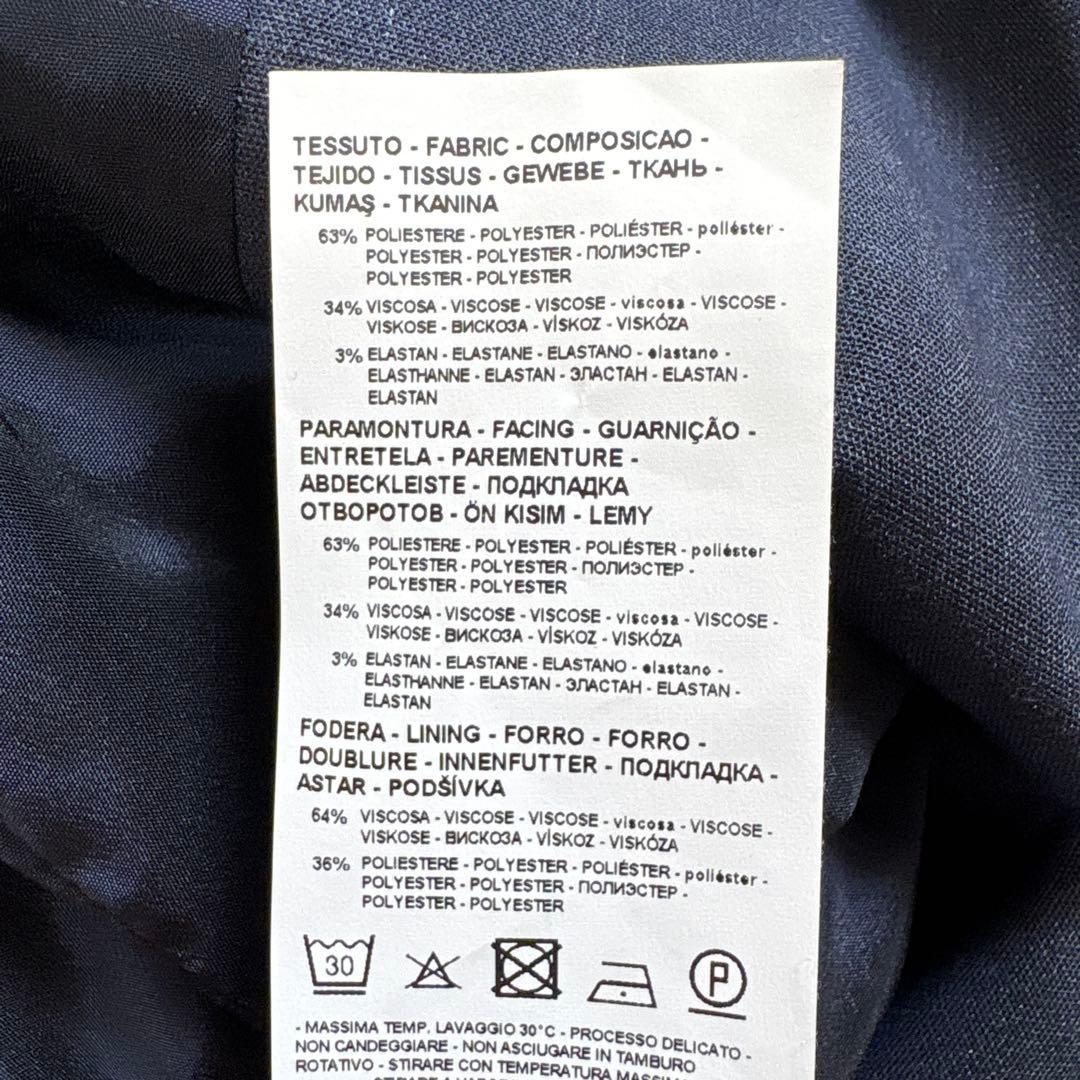 TESSUTO - FABRIC - COMPOSICAO -
TEJIDO - TISSUS - GEWEBE - ТКАНЬ -
KUMAŞ - TKANINA
63% POLIESTERE - POLYESTER - POLIÉSTER - poliéster -
POLYESTER - POLYESTER - ПОЛИЭСТЕР -
POLYESTER - POLYESTER
34% VISCOSA - VISCOSE - VISCOSE - viscosa - VISCOSE -
VISKOSE - ВИСКОЗА - VİSKOZ - VISKÓZA
3% ELASTAN - ELASTANE - ELASTANO - elastano -
ELASTHANNE - ELASTAN - ЭЛАСТАН - ELASTAN -
ELASTAN
PARAMONTURA - FACING - GUARNIÇÃO -
ENTRETELA - PAREMENTURE -
ABDECKLEISTE - ПОДКЛАДКА
ОТВОРОТОВ - ÖN KISIM - LEMY
63% POLIESTERE - POLYESTER - POLIÉSTER - poliéster -
POLYESTER - POLYESTER - ПОЛИЭСТЕР -
POLYESTER - POLYESTER
34% VISCOSA - VISCOSE - VISCOSE - viscosa - VISCOSE -
VISKOSE - ВИСКОЗА - VİSKOZ - VISKÓZA
3% ELASTAN - ELASTANE - ELASTANO - elastano -
ELASTHANNE - ELASTAN - ЭЛАСТАН - ELASTAN -
ELASTAN
FODERA - LINING - FORRO - FORRO -
DOUBLURE - INNENFUTTER - ПОДКЛАДКА -
ASTAR - PODŠÍVKA
64% VISCOSA - VISCOSE - VISCOSE - viscosa - VISCOSE -
VISKOSE - ВИСКОЗА - VİSKOZ - VISKÓZA
36% POLIESTERE - POLYESTER - POLIÉSTER - poliéster -
POLYESTER - POLYESTER - ПОЛИЭСТЕР -
POLYESTER - POLYESTER
30 P
- MASSIMA TEMP. LAVAGGIO 30°C - PROCESSO DELICATO -
NON CANDEGGIARE - NON ASCIUGARE IN TAMBURO
ROTATIVO - STIRARE CON TEMPERATURA